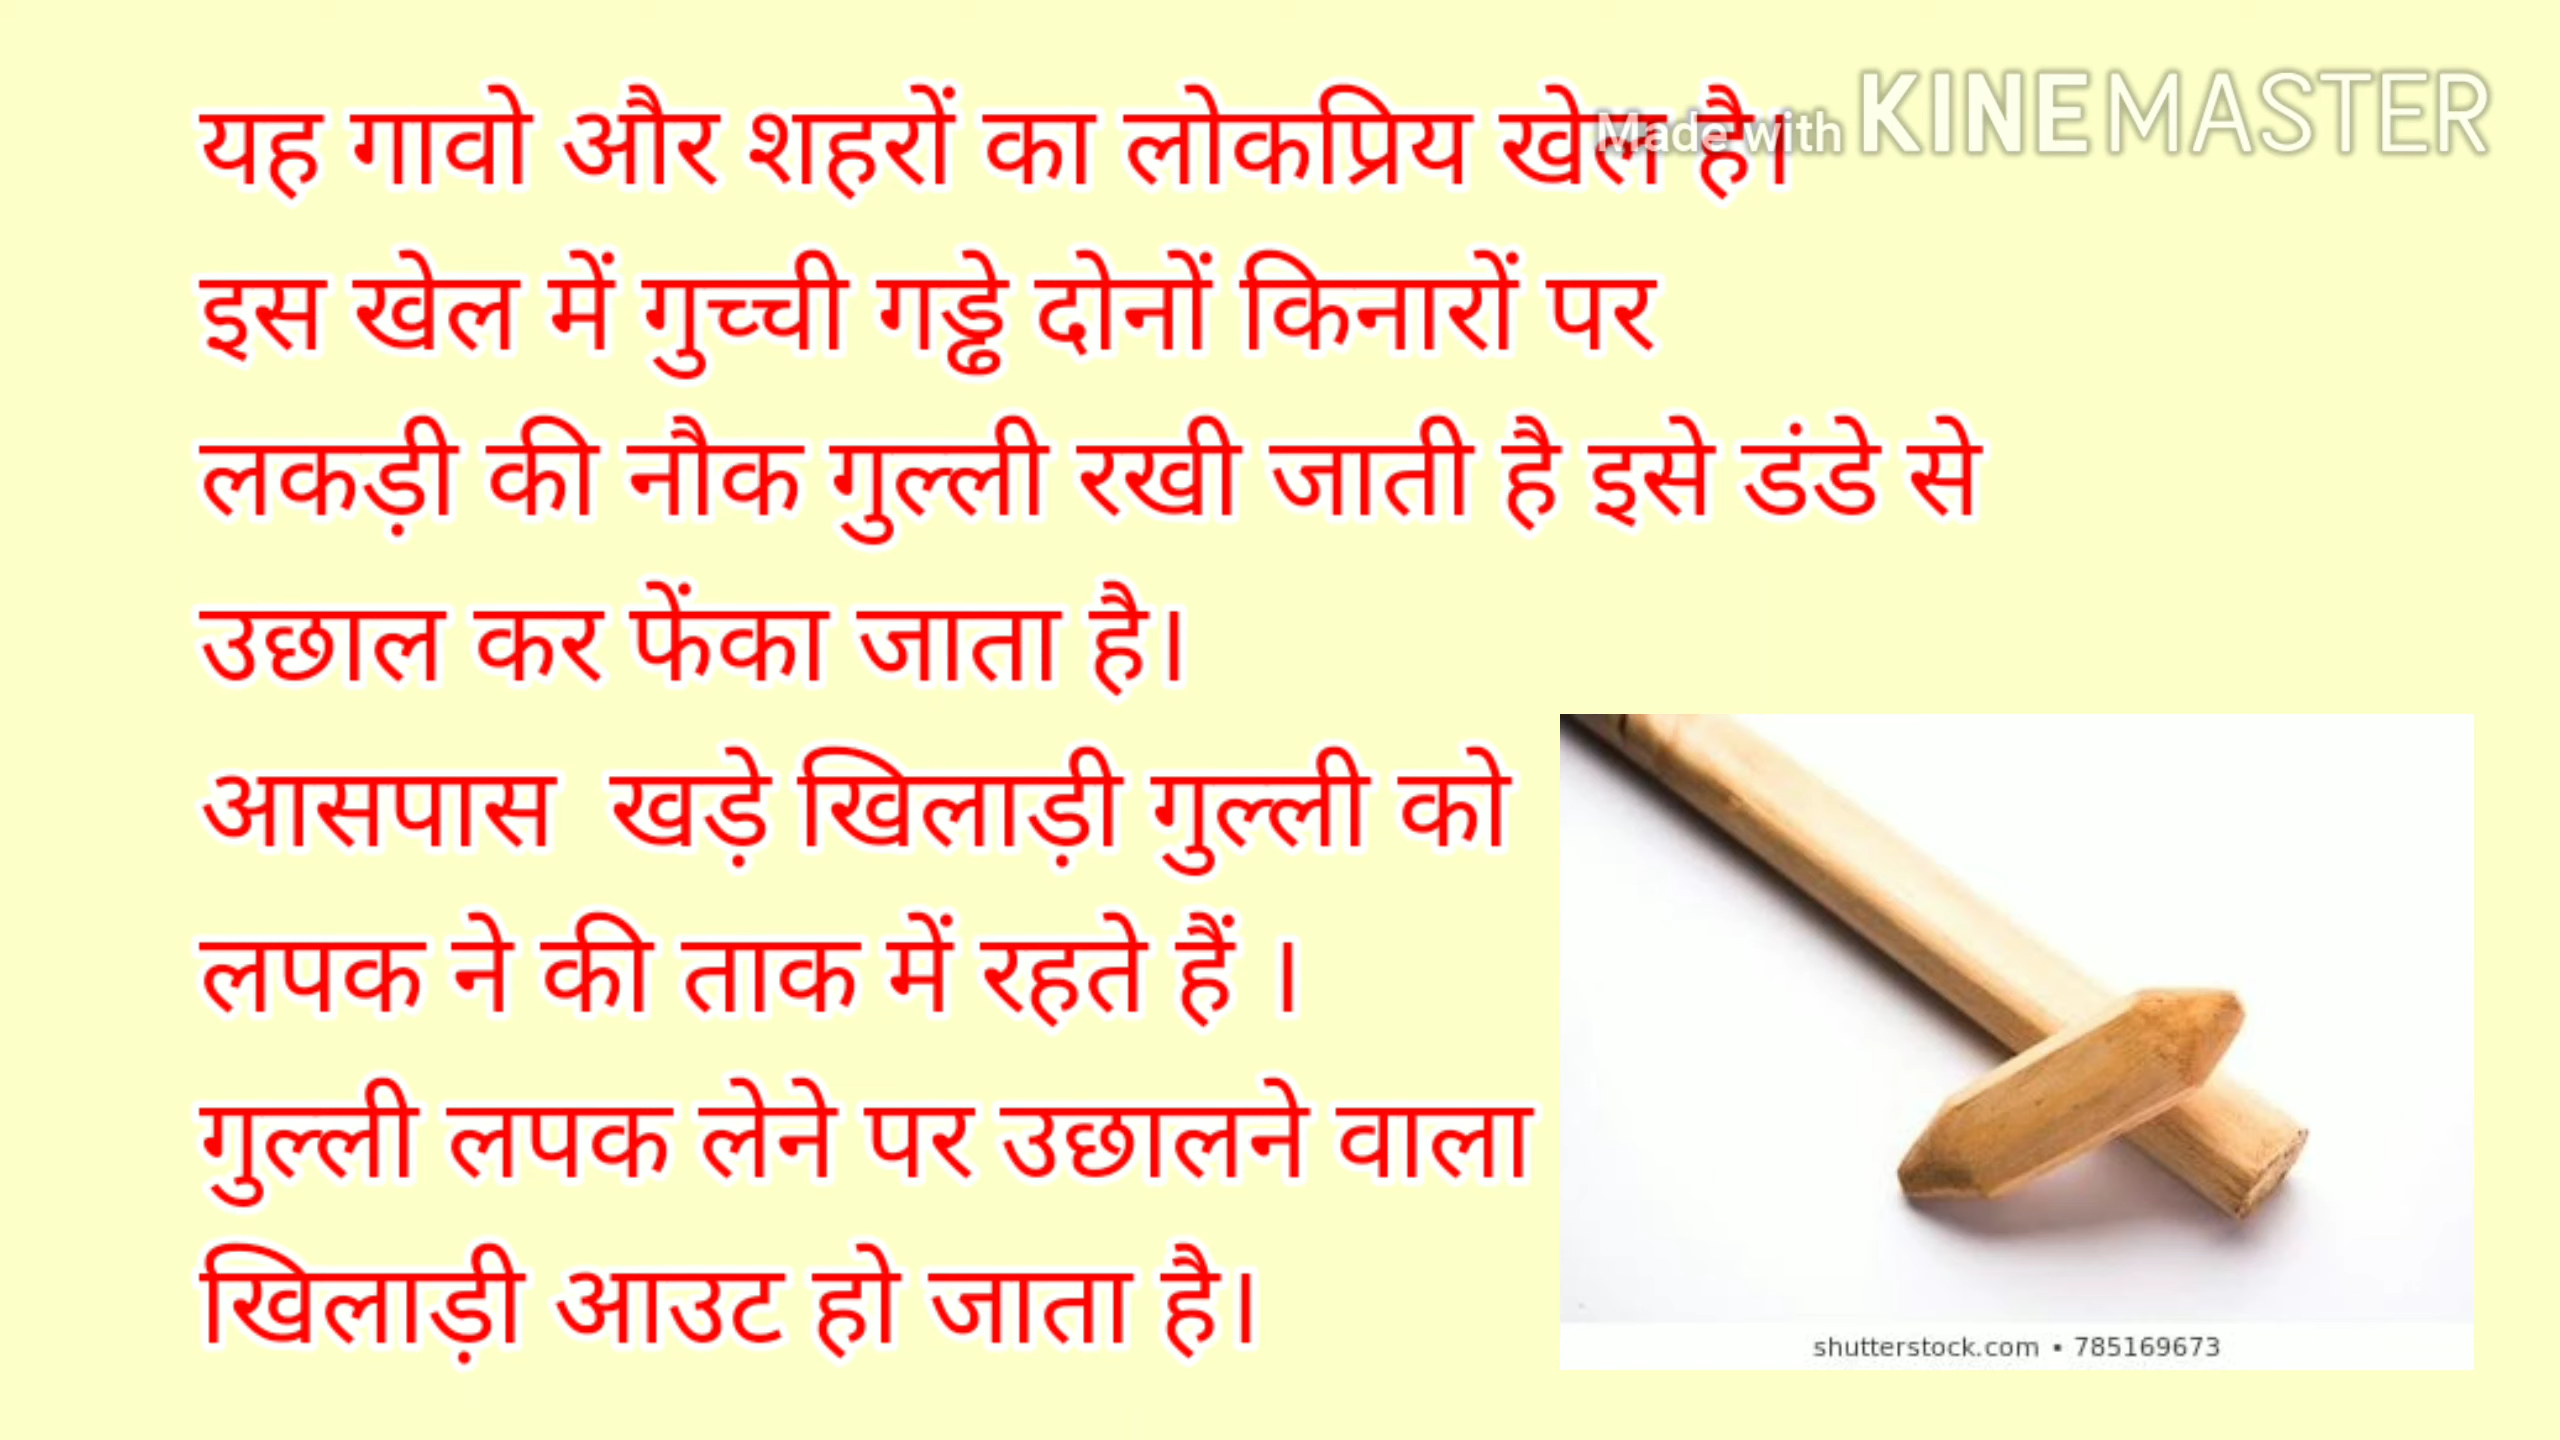 यह गावो और शहरों का लोकप्रिय खेल है।
Made with KINEMASTER
इस खेल में गुच्ची गड्ढे दोनों किनारों पर
लकड़ी की नौक गुल्ली रखी जाती है इसे डंडे से
उछाल कर फेंका जाता है।
आसपास  खड़े खिलाड़ी गुल्ली को
लपक ने की ताक में रहते हैं ।
गुल्ली लपक लेने पर उछालने वाला
खिलाड़ी आउट हो जाता है।
shutterstock.com • 785169673